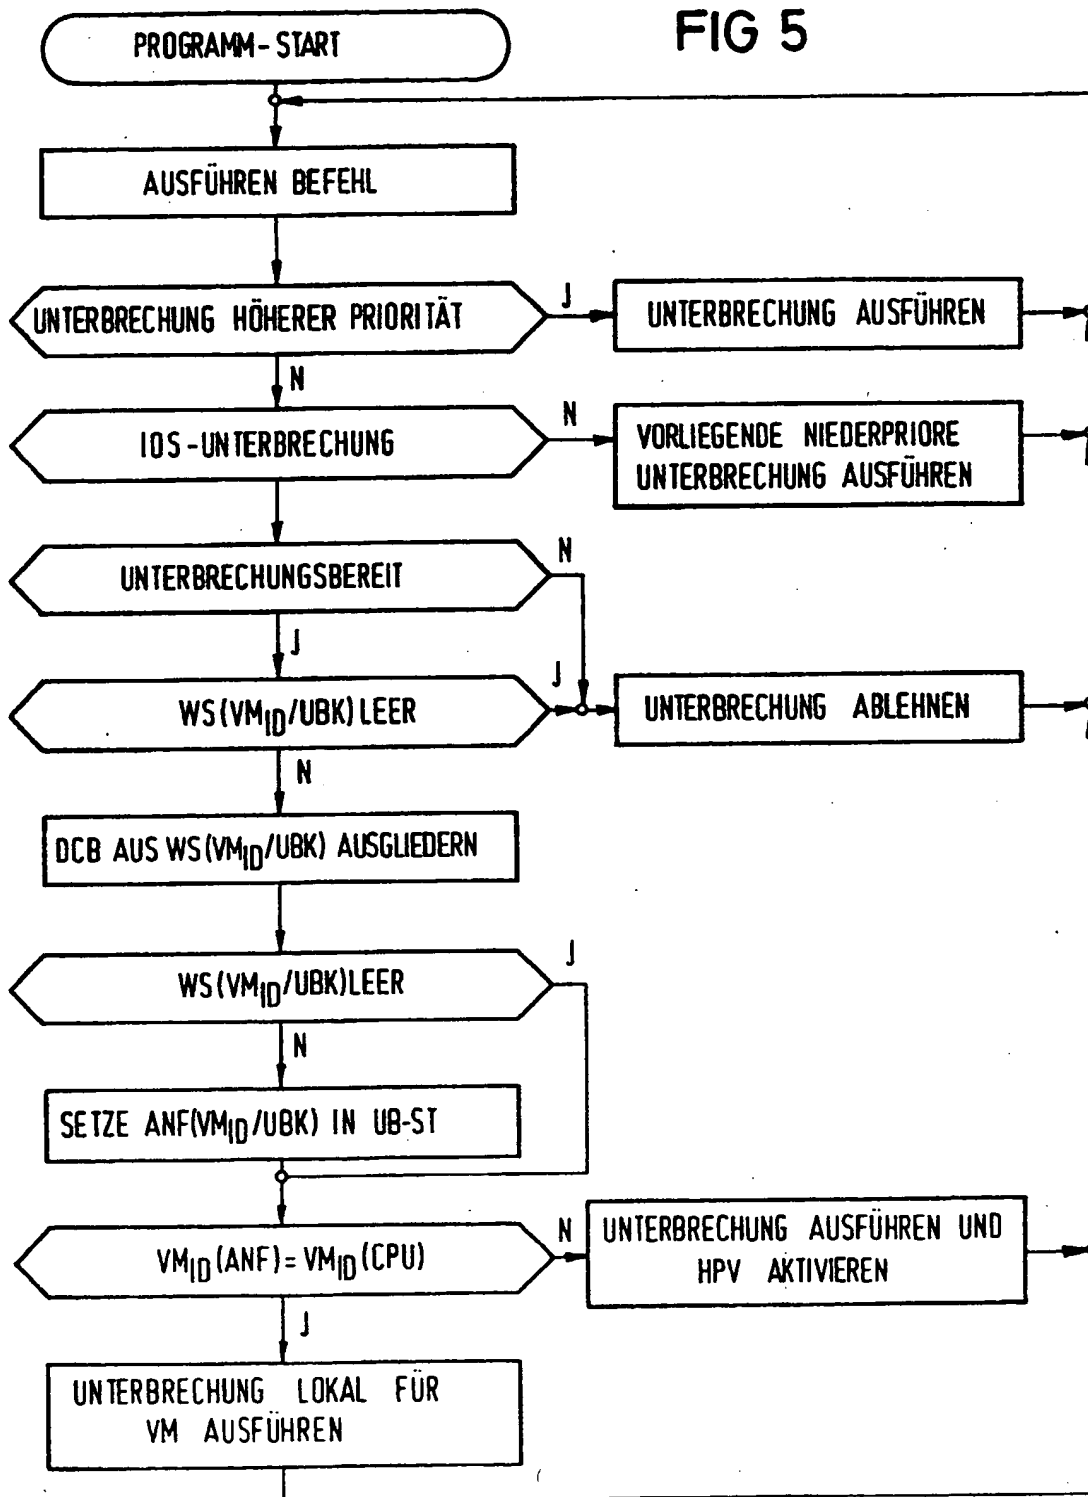 FIG 5
PROGRAMM-START
AUSFÜHREN BEFEHL
UNTERBRECHUNG HÖHERER PRIORITÄT
J
UNTERBRECHUNG AUSFÜHREN
N
IOS-UNTERBRECHUNG
N
VORLIEGENDE NIEDERPRIORE
UNTERBRECHUNG AUSFÜHREN
UNTERBRECHUNGSBEREIT
N
J
WS(VMID/UBK) LEER
J
UNTERBRECHUNG ABLEHNEN
N
DCB AUS WS(VMID/UBK) AUSGLIEDERN
WS(VMID/UBK) LEER
J
N
SETZE ANF(VMID/UBK) IN UB-ST
VMID(ANF)=VMID(CPU)
N
UNTERBRECHUNG AUSFÜHREN UND
HPV AKTIVIEREN
J
UNTERBRECHUNG LOKAL FÜR
VM AUSFÜHREN